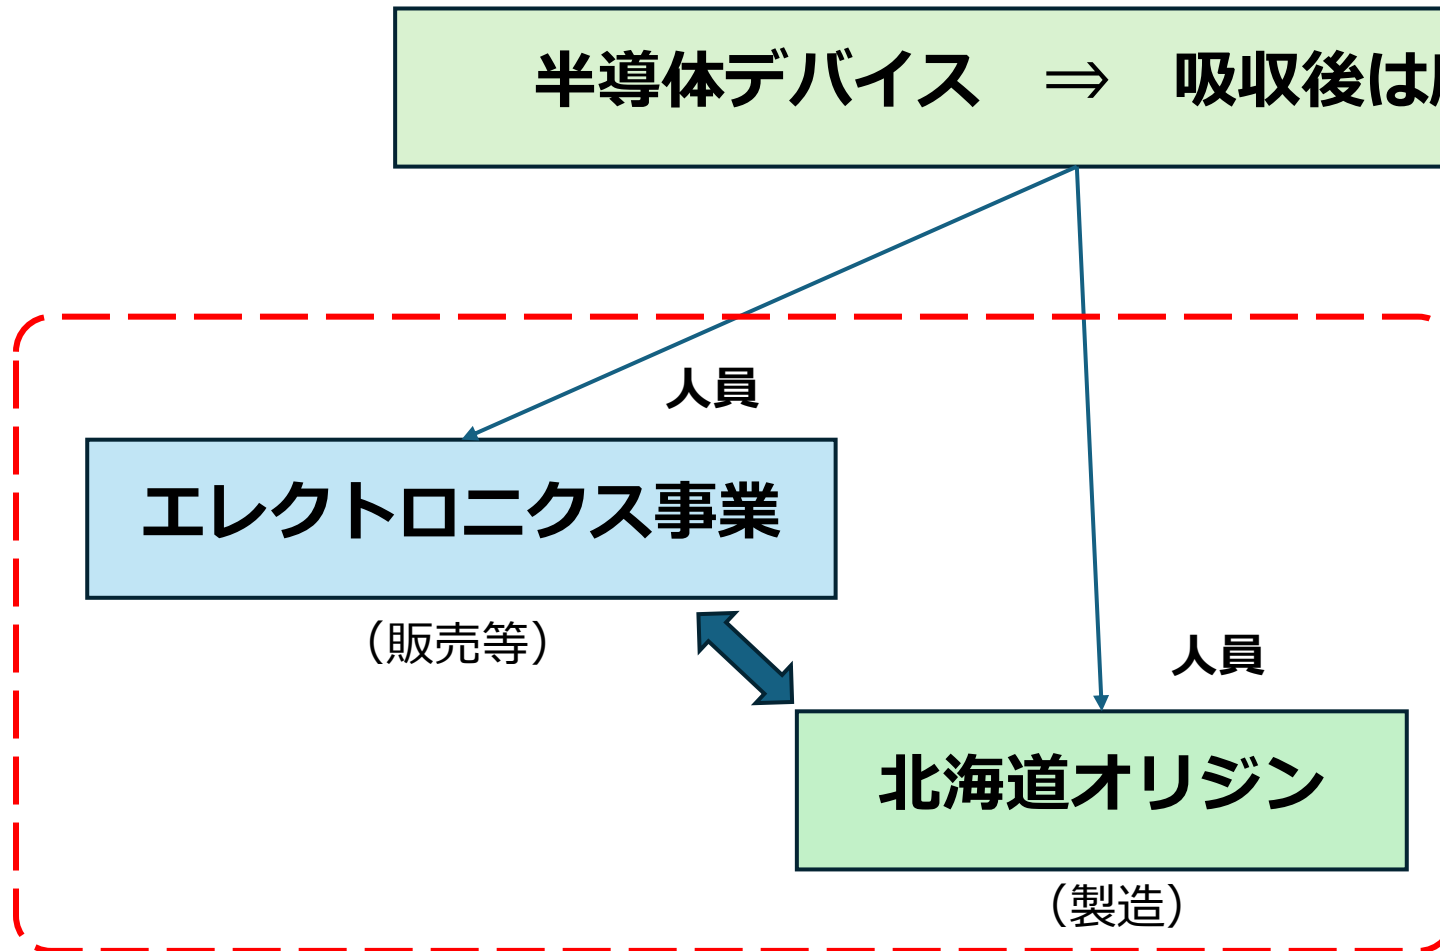 半導体デバイス ⇒ 吸収後は
人員
エレクトロニクス事業
（販売等）
人員
北海道オリジン
（製造）